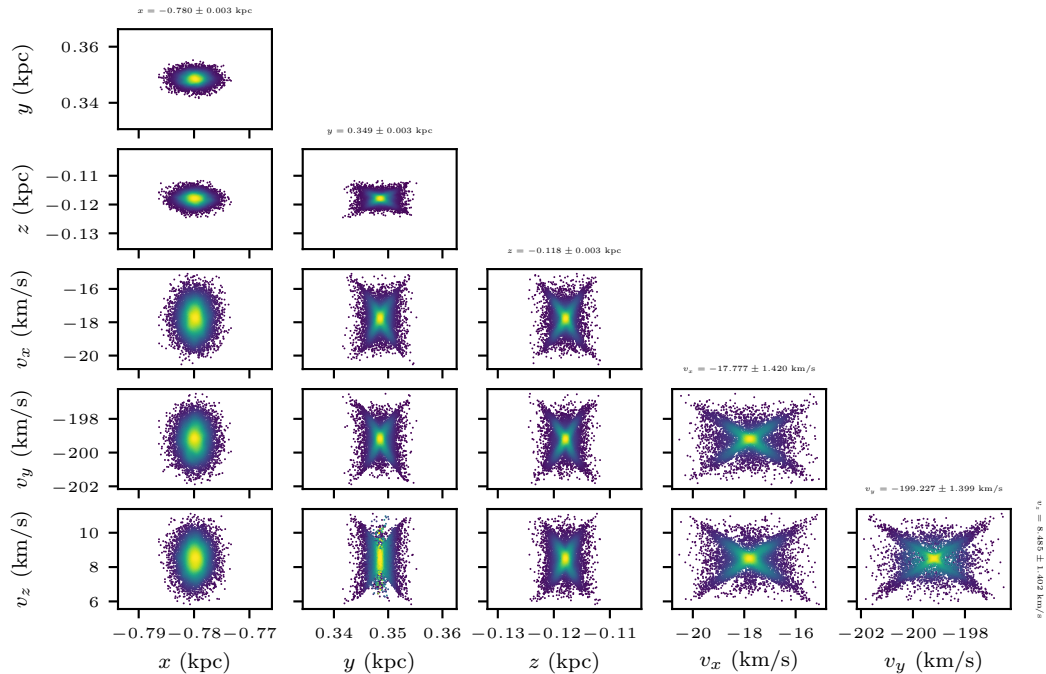 x = −0.780 ± 0.003 kpc
0.36
0.34
y (kpc)
y = 0.349 ± 0.003 kpc
−0.11
−0.12
−0.13
z (kpc)
z = −0.118 ± 0.003 kpc
−16
−18
−20
v_x (km/s)
v_x = −17.777 ± 1.420 km/s
−198
−200
−202
v_y (km/s)
v_y = −199.227 ± 1.399 km/s
10
8
6
v_z (km/s)
v_z = 8.485 ± 1.402 km/s
−0.79 −0.78 −0.77
0.34 0.35 0.36
−0.13 −0.12 −0.11
−20 −18 −16
−202 −200 −198
x (kpc)
y (kpc)
z (kpc)
v_x (km/s)
v_y (km/s)